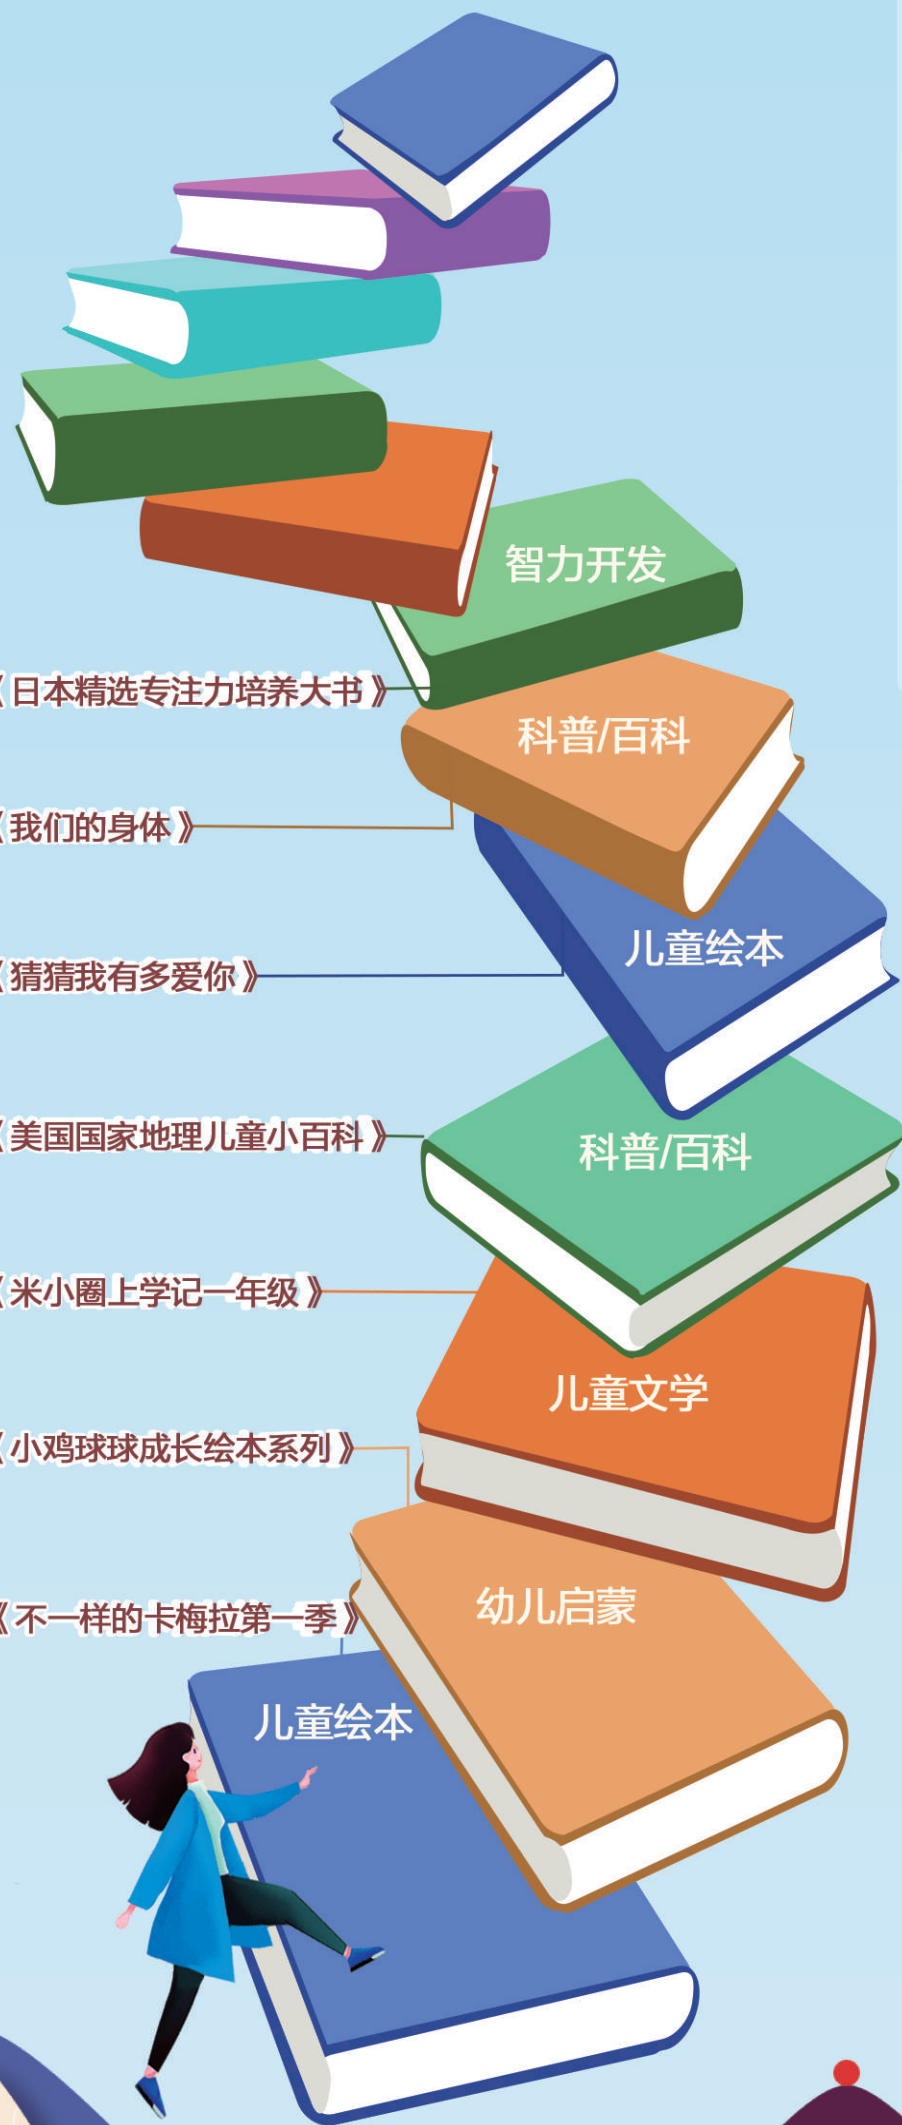 智力开发
《日本精选专注力培养大书》
科普/百科
《我们的身体》
儿童绘本
《猜猜我有多爱你》
科普/百科
《美国国家地理儿童小百科》
《米小圈上学记一年级》
儿童文学
《小鸡球球成长绘本系列》
幼儿启蒙
《不一样的卡梅拉第一季》
儿童绘本